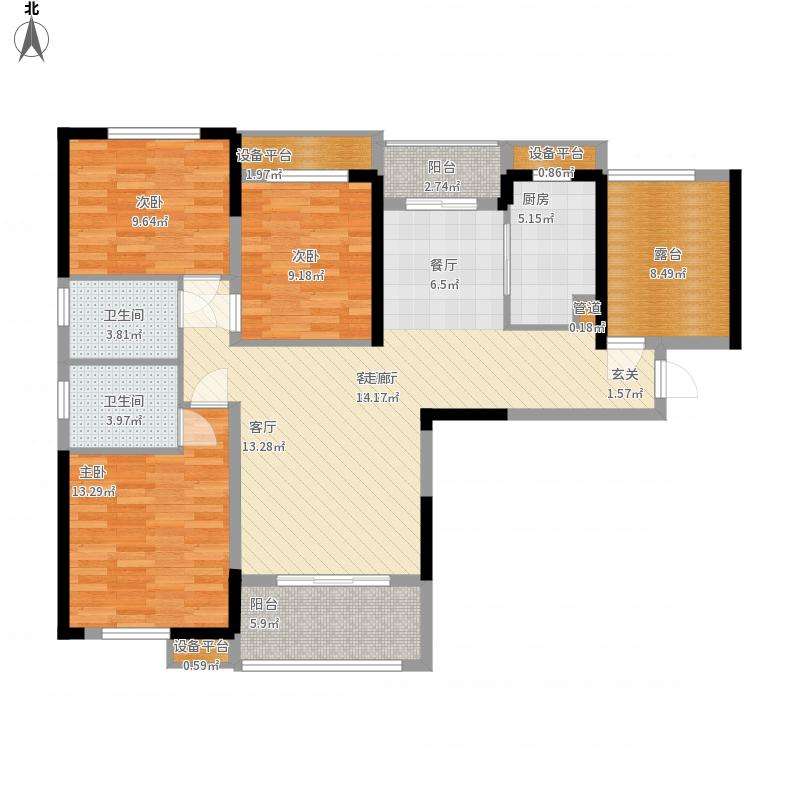 北
设备平台
1.97㎡
设备平台
0.86㎡
阳台
2.74㎡
次卧
9.64㎡
厨房
5.15㎡
次卧
9.18㎡
餐厅
6.5㎡
露台
8.49㎡
卫生间
3.81㎡
管道
0.18㎡
走廊
14.17㎡
玄关
1.57㎡
卫生间
3.97㎡
客厅
13.28㎡
主卧
13.29㎡
阳台
5.9㎡
设备平台
0.59㎡